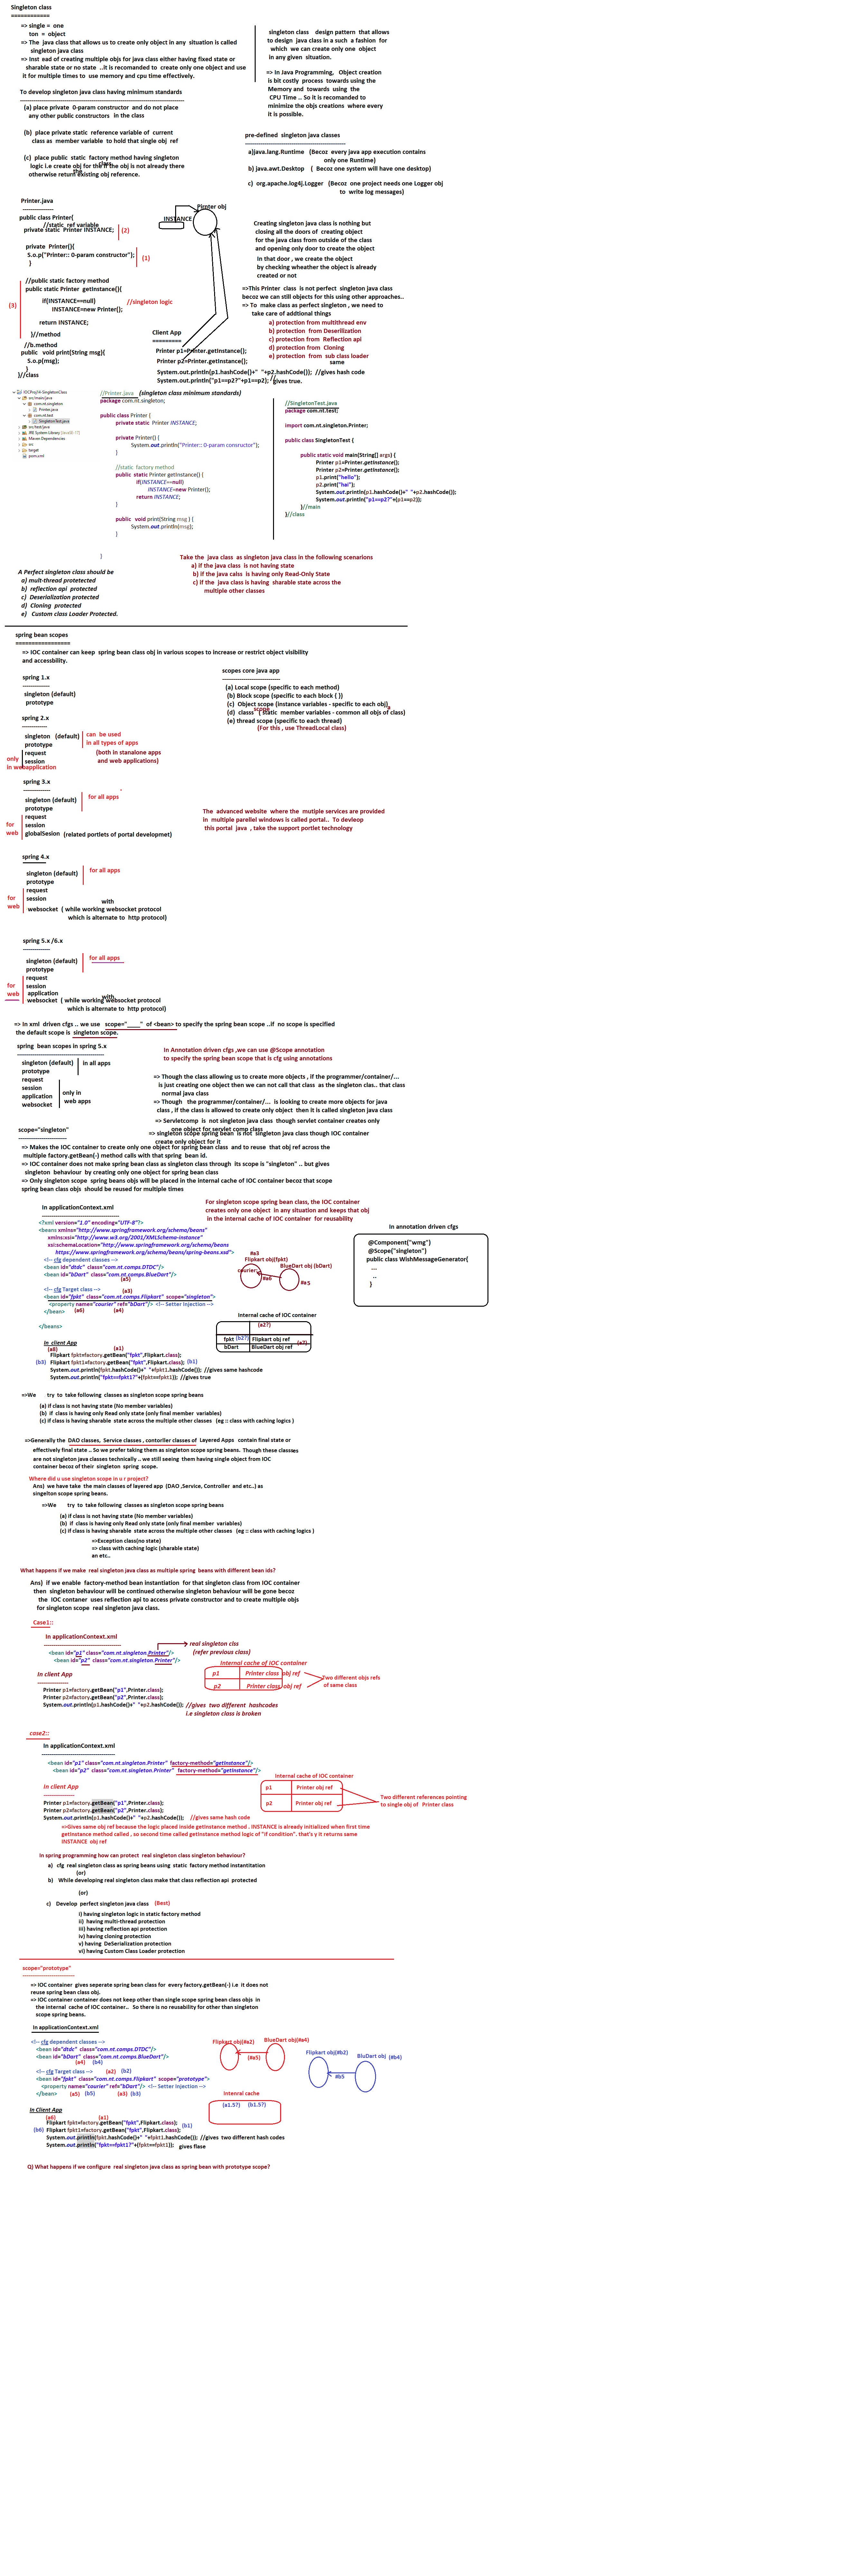 Singleton class
============
=> single = one
ton = object
=> The java class that allows us to create only object in any situation is called
singleton java class
=> Inst ead of creating multiple objs for java class either having fixed state or
sharable state or no state ..it is recomanded to create only one object and use
it for multiple times to use memory and cpu time effectively.
singleton class design pattern that allows
to design java class in a such a fashion for
which we can create only one object
in any given situation.
=> In Java Programming, Object creation
is bit costly process towards using the
Memory and towards using the
CPU Time .. So it is recomanded to
minimize the objs creations where every
it is possible.
To develop singleton java class having minimum standards
(a) place private 0-param constructor and do not place
any other public constructors in the class
(b) place private static reference variable of current
class as member variable to hold that single obj ref
(c) place public static factory method having singleton
class
logic i.e create obj for the if the obj is not already there
the
otherwise return existing obj reference.
pre-defined singleton java classes
a)java.lang.Runtime (Becoz every java app execution contains
only one Runtime)
b) java.awt.Desktop ( Becoz one system will have one desktop)
c) org.apache.log4j.Logger (Becoz one project needs one Logger obj
to write log messages)
Printer.java
---------------
public class Printer{
//static ref variable
private static Printer INSTANCE;
(2)
private Printer(){
S.o.p("Printer:: 0-param constructor");
}
(1)
//public static factory method
public static Printer getInstance(){
if(INSTANCE==null)
INSTANCE=new Printer();
//singleton logic
(3)
return INSTANCE;
}//method
//b.method
public void print(String msg){
S.o.p(msg);
}
}//class
Pirnter obj
INSTANCE
Client App
=========
Printer p1=Printer.getInstance();
Printer p2=Printer.getInstance();
same
System.out.println(p1.hashCode()+" "+p2.hashCode()); //gives hash code
System.out.println("p1==p2?"+p1==p2); // gives true.
Creating singleton java class is nothing but
closing all the doors of creating object
for the java class from outside of the class
and opening only door to create the object
In that door , we create the object
by checking wheather the object is already
created or not
=>This Printer class is not perfect singleton java class
becoz we can still objects for this using other approaches..
=> To make class as perfect singleton , we need to
take care of addtional things
a) protection from multithread env
b) protection from Deserilization
c) protection from Reflection api
d) protection from Cloning
e) protection from sub class loader
IOCProj14-SingletonClass
src/main/java
com.nt.singleton
Printer.java
com.nt.test
SingletonTest.java
src/test/java
JRE System Library [JavaSE-17]
Maven Dependencies
src
target
pom.xml
//Printer.java (singleton class minimum standards)
package com.nt.singleton;
public class Printer {
private static Printer INSTANCE;
private Printer() {
System.out.println("Printer:: 0-param consructor");
}
//static factory method
public static Printer getInstance() {
if(INSTANCE==null)
INSTANCE=new Printer();
return INSTANCE;
}
public void print(String msg ) {
System.out.println(msg);
}
}
//SingletonTest.java
package com.nt.test;
import com.nt.singleton.Printer;
public class SingletonTest {
public static void main(String[] args) {
Printer p1=Printer.getInstance();
Printer p2=Printer.getInstance();
p1.print("hello");
p2.print("hai");
System.out.println(p1.hashCode()+" "+p2.hashCode());
System.out.println("p1==p2?"+(p1==p2));
}//main
}//class
Take the java class as singleton java class in the following scenarions
a) if the java class is not having state
b) if the java calss is having only Read-Only State
c) if the java class is having sharable state across the
multiple other classes
A Perfect singleton class should be
a) mult-thread protetected
b) reflection api protected
c) Deserialization protected
d) Cloning protected
e) Custom class Loader Protected.
spring bean scopes
=================
=> IOC container can keep spring bean class obj in various scopes to increase or restrict object visibility
and accessbility.
spring 1.x
-------------
singleton (default)
prototype
scopes core java app
(a) Local scope (specific to each method)
(b) Block scope (specific to each block { })
(c) Object scope (instance variables - specific to each obj)
scope
(d) class ( static member variables - common all objs of class)
(e) thread scope (specific to each thread)
(For this , use ThreadLocal class)
spring 2.x
------------
singleton (default)
prototype
can be used
in all types of apps
(both in stanalone apps
and web applications)
request
session
only
in webapplication
spring 3.x
-------------
singleton (default)
prototype
for all apps
request
session
globalSesion (related portlets of portal developmet)
for
web
The advanced website where the mutiple services are provided
in multiple parellel windows is called portal.. To devleop
this portal java , take the support portlet technology
spring 4.x
singleton (default)
prototype
for all apps
request
session
with
websocket ( while working websocket protocol
which is alternate to http protocol)
for
web
spring 5.x /6.x
--------------
singleton (default)
prototype
for all apps
request
session
application
with
websocket ( while working websocket protocol
which is alternate to http protocol)
for
web
=> In xml driven cfgs .. we use scope="____" of <bean> to specify the spring bean scope ..if no scope is specified
the default scope is singleton scope.
spring bean scopes in spring 5.x
singleton (default)
prototype
in all apps
request
session
application
websocket
only in
web apps
In Annotation driven cfgs ,we can use @Scope annotation
to specify the spring bean scope that is cfg using annotations
=> Though the class allowing us to create more objects , if the programmer/container/...
is just creating one object then we can not call that class as the singleton clas.. that class
normal java class
=> Though the programmer/container/... is looking to create more objects for java
class , if the class is allowed to create only object then it is called singleton java class
=> Servletcomp is not singleton java class though servlet container creates only
one object for servlet comp class
=> singleton scope spring bean is not singleton java class though IOC container
create only object for it
scope="singleton"
=> Makes the IOC container to create only one object for spring bean class and to reuse that obj ref across the
multiple factory.getBean(-) method calls with that spring bean id.
=> IOC container does not make spring bean class as singleton class through its scope is "singleton" .. but gives
singleton behaviour by creating only one object for spring bean class
=> Only singleton scope spring beans objs will be placed in the internal cache of IOC container becoz that scope
spring bean class objs should be reused for multiple times
In applicationContext.xml
<?xml version="1.0" encoding="UTF-8"?>
<beans xmlns="http://www.springframework.org/schema/beans"
xmlns:xsi="http://www.w3.org/2001/XMLSchema-instance"
xsi:schemaLocation="http://www.springframework.org/schema/beans
https://www.springframework.org/schema/beans/spring-beans.xsd">
<!-- cfg dependent classes -->
<bean id="dtdc" class="com.nt.comps.DTDC"/>
<bean id="bDart" class="com.nt.comps.BlueDart"/>
(a5)
<!-- cfg Target class --> (a3)
<bean id="fpkt" class="com.nt.comps.Flipkart" scope="singleton">
<property name="courier" ref="bDart"/> <!-- Setter Injection -->
</bean> (a6) (a4)
</beans>
For singleton scope spring bean class, the IOC container
creates only one object in any situation and keeps that obj
in the internal cache of IOC container for reusability
#a3
Flipkart obj(fpkt)
courier:
#a6
BlueDart obj (bDart)
#a5
Internal cache of IOC container
(a2?)
fpkt (b2?) Flipkart obj ref
(a7)
bDart BlueDart obj ref
In annotation driven cfgs
@Component("wmg")
@Scope("singleton")
public class WishMessageGenerator{
...
..
}
In client App
(a8) (a1)
Flipkart fpkt=factory.getBean("fpkt",Flipkart.class);
(b3) Flipkart fpkt1=factory.getBean("fpkt",Flipkart.class); (b1)
System.out.println(fpkt.hashCode()+" "+fpkt1.hashCode()); //gives same hashcode
System.out.println("fpkt==fpkt1?"+(fpkt==fpkt1)); //gives true
=>We try to take following classes as singleton scope spring beans
(a) if class is not having state (No member variables)
(b) if class is having only Read only state (only final member variables)
(c) if class is having sharable state across the multiple other classes (eg :: class with caching logics )
=>Generally the DAO classes, Service classes , contorller classes of Layered Apps contain final state or
effectively final state .. So we prefer taking them as singleton scope spring beans. Though these classes
are not singleton java classes technically .. we still seeing them having single object from IOC
container becoz of their singleton spring scope.
Where did u use singleton scope in u r project?
Ans) we have take the main classes of layered app (DAO ,Service, Controller and etc..) as
singelton scope spring beans.
=>We try to take following classes as singleton scope spring beans
(a) if class is not having state (No member variables)
(b) if class is having only Read only state (only final member variables)
(c) if class is having sharable state across the multiple other classes (eg :: class with caching logics )
=>Exception class(no state)
=> class with caching logic (sharable state)
an etc..
What happens if we make real singleton java class as multiple spring beans with different bean ids?
Ans) if we enable factory-method bean instantiation for that singleton class from IOC container
then singleton behaviour will be continued otherwise singleton behaviour will be gone becoz
the IOC contaner uses reflection api to access private constructor and to create multiple objs
for singleton scope real singleton java class.
Case1::
In applicationContext.xml
<bean id="p1" class="com.nt.singleton.Printer"/>
<bean id="p2" class="com.nt.singleton.Printer"/>
real singleton clss
(refer previous class)
Internal cache of IOC container
p1 Printer class obj ref
p2 Printer class obj ref
Two different objs refs
of same class
In client App
Printer p1=factory.getBean("p1",Printer.class);
Printer p2=factory.getBean("p2",Printer.class);
System.out.println(p1.hashCode()+" "+p2.hashCode()); //gives two different hashcodes
i.e singleton class is broken
case2::
In applicationContext.xml
<bean id="p1" class="com.nt.singleton.Printer" factory-method="getInstance"/>
<bean id="p2" class="com.nt.singleton.Printer" factory-method="getInstance"/>
Internal cache of IOC container
p1 Printer obj ref
p2 Printer obj ref
Two different references pointing
to single obj of Printer class
In client App
Printer p1=factory.getBean("p1",Printer.class);
Printer p2=factory.getBean("p2",Printer.class);
System.out.println(p1.hashCode()+" "+p2.hashCode()); //gives same hash code
=>Gives same obj ref because the logic placed inside getInstance method . INSTANCE is already initialized when first time
getInstance method called , so second time called getInstance method logic of "if condition". that's y it returns same
INSTANCE obj ref
In spring programming how can protect real singleton class singleton behaviour?
a) cfg real singleton class as spring beans using static factory method instantitation
(or)
b) While developing real singleton class make that class reflection api protected
(or)
c) Develop perfect singleton java class (Best)
i) having singleton logic in static factory method
ii) having multi-thread protection
iii) having reflection api protection
iv) having cloning protection
v) having DeSerialization protection
vi) having Custom Class Loader protection
scope="prototype"
=> IOC container gives seperate spring bean class for every factory.getBean(-) i.e it does not
reuse spring bean class obj.
=> IOC container container does not keep other than single scope spring bean class objs in
the internal cache of IOC container.. So there is no reusability for other than singleton
scope spring beans.
In applicationContext.xml
<!-- cfg dependent classes -->
<bean id="dtdc" class="com.nt.comps.DTDC"/>
<bean id="bDart" class="com.nt.comps.BlueDart"/>
(a4) (b4)
<!-- cfg Target class --> (a2) (b2)
<bean id="fpkt" class="com.nt.comps.Flipkart" scope="prototype">
<property name="courier" ref="bDart"/> <!-- Setter Injection -->
</bean> (a5) (b5) (a3) (b3)
Flipkart obj(#a2)
BlueDart obj(#a4)
(#a5)
Flipkart obj(#b2)
BluDart obj (#b4)
#b5
Intenral cache
(a1.5?) (b1.5?)
In Client App
(a6) (a1)
Flipkart fpkt=factory.getBean("fpkt",Flipkart.class);
(b6) Flipkart fpkt1=factory.getBean("fpkt",Flipkart.class); (b1)
System.out.println(fpkt.hashCode()+" "+fpkt1.hashCode()); //gives two different hash codes
System.out.println("fpkt==fpkt1?"+(fpkt==fpkt1)); gives flase
Q) What happens if we configure real singleton java class as spring bean with prototype scope?